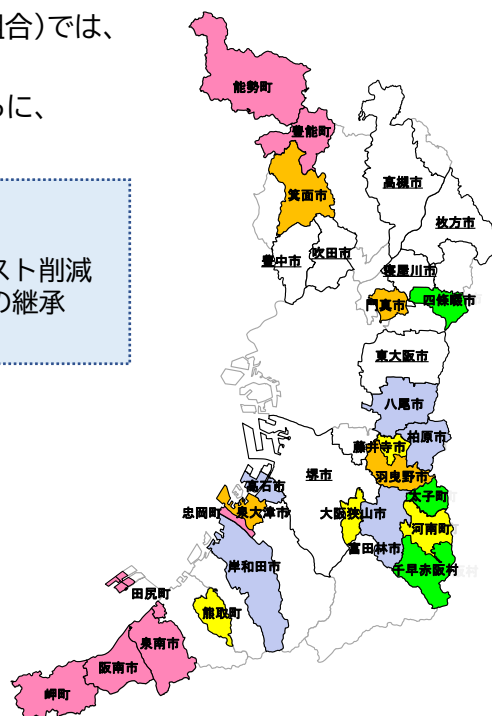 組合)では、
うに、
スト削減
の継承
能勢町
豊能町
箕面市
高槻市
枚方市
豊中市
吹田市
寝屋川市
門真市
四條畷市
東大阪市
八尾市
柏原市
藤井寺市
羽曳野市
堺市
高石市
太子町
忠岡町
泉大津市
大阪狭山市
河南町
富田林市
岸和田市
千早赤阪村
田尻町
熊取町
泉南市
阪南市
岬町